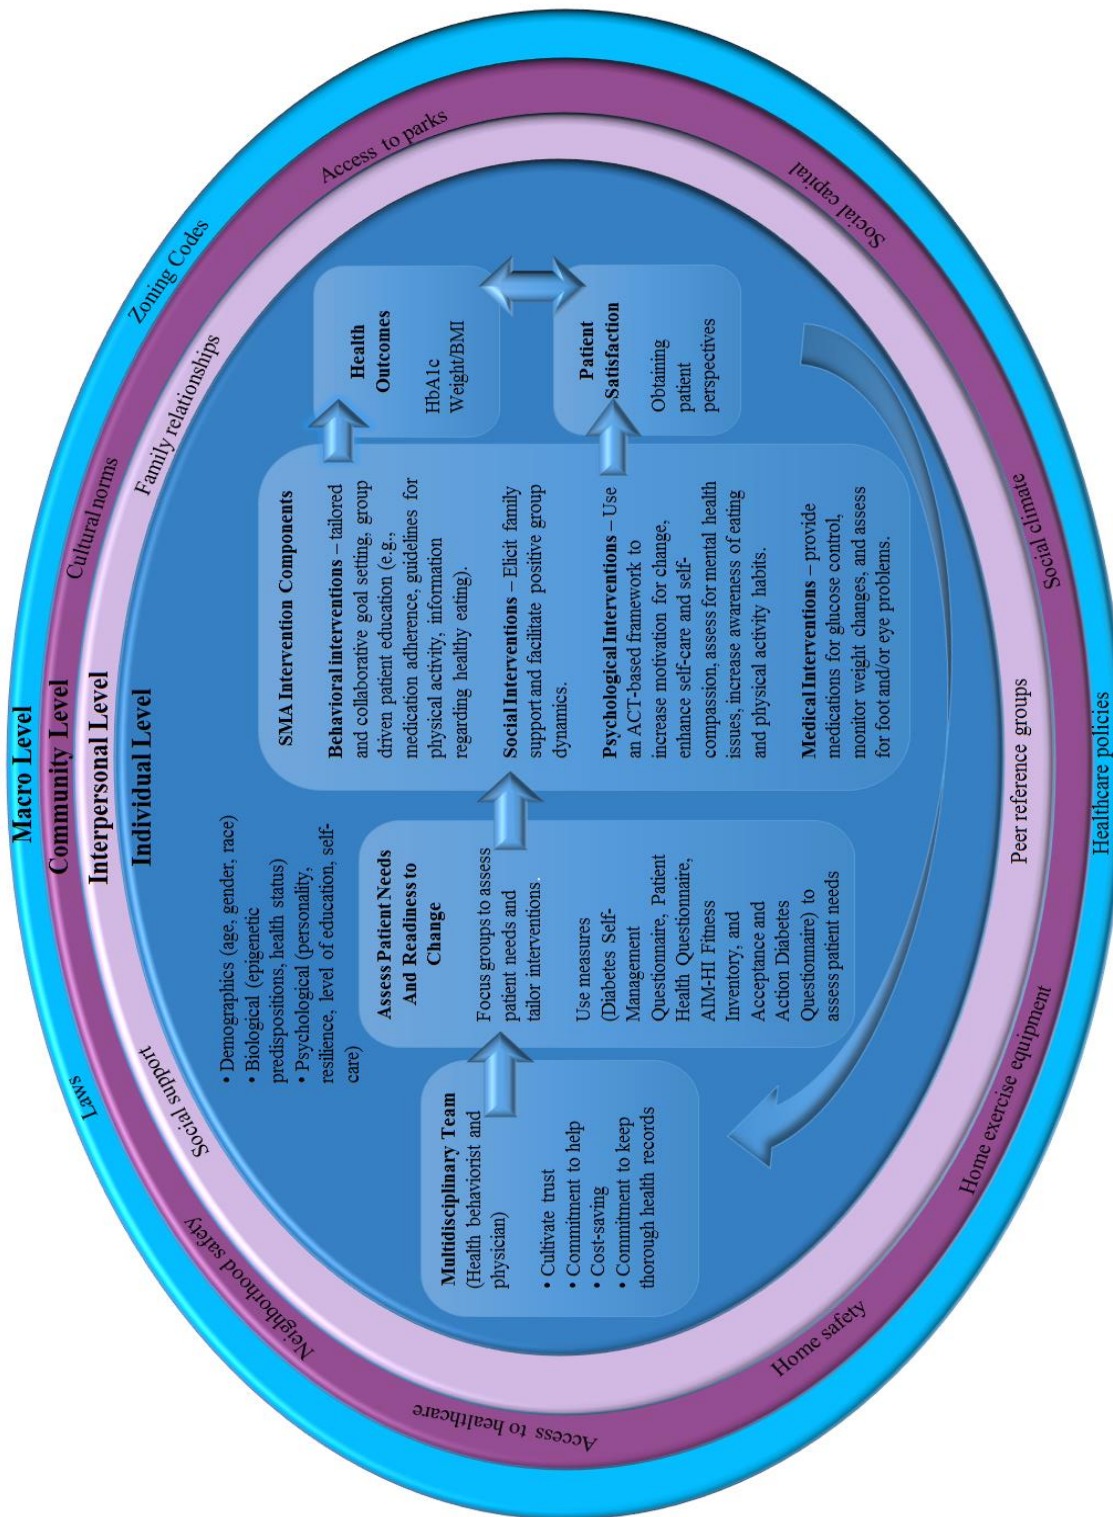 Macro Level
Community Level
Interpersonal Level
Individual Level
Laws
Zoning Codes
Healthcare policies
Access to healthcare
Neighborhood safety
Cultural norms
Access to parks
Social capital
Social climate
Home exercise equipment
Home safety
Social support
Family relationships
Peer reference groups
• Demographics (age, gender, race)
• Biological (epigenetic
predispositions, health status)
• Psychological (personality,
resilience, level of education, self-
care)
Multidisciplinary Team
(Health behaviorist and
physician)
• Cultivate trust
• Commitment to help
• Cost-saving
• Commitment to keep
thorough health records
Assess Patient Needs
And Readiness to
Change
Focus groups to assess
patient needs and
tailor interventions.
Use measures
(Diabetes Self-
Management
Questionnaire, Patient
Health Questionnaire,
AIM-HI Fitness
Inventory, and
Acceptance and
Action Diabetes
Questionnaire) to
assess patient needs
SMA Intervention Components
Behavioral interventions – tailored
and collaborative goal setting, group
driven patient education (e.g.,
medication adherence, guidelines for
physical activity, information
regarding healthy eating).
Social Interventions – Elicit family
support and facilitate positive group
dynamics.
Psychological Interventions – Use
an ACT-based framework to
increase motivation for change,
enhance self-care and self-
compassion, assess for mental health
issues, increase awareness of eating
and physical activity habits.
Medical Interventions – provide
medications for glucose control,
monitor weight changes, and assess
for foot and/or eye problems.
Health
Outcomes
HbA1c
Weight/BMI
Patient
Satisfaction
Obtaining
patient
perspectives